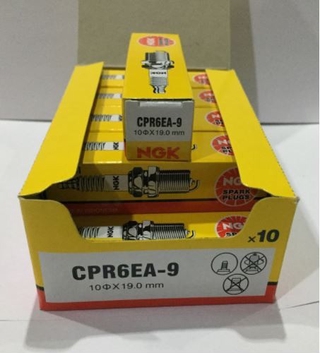 CPR6EA-9
10ΦX19.0 mm
NGK
NGK
SPARK
PLUGS
x10
CPR6EA-9
10ΦX19.0 mm